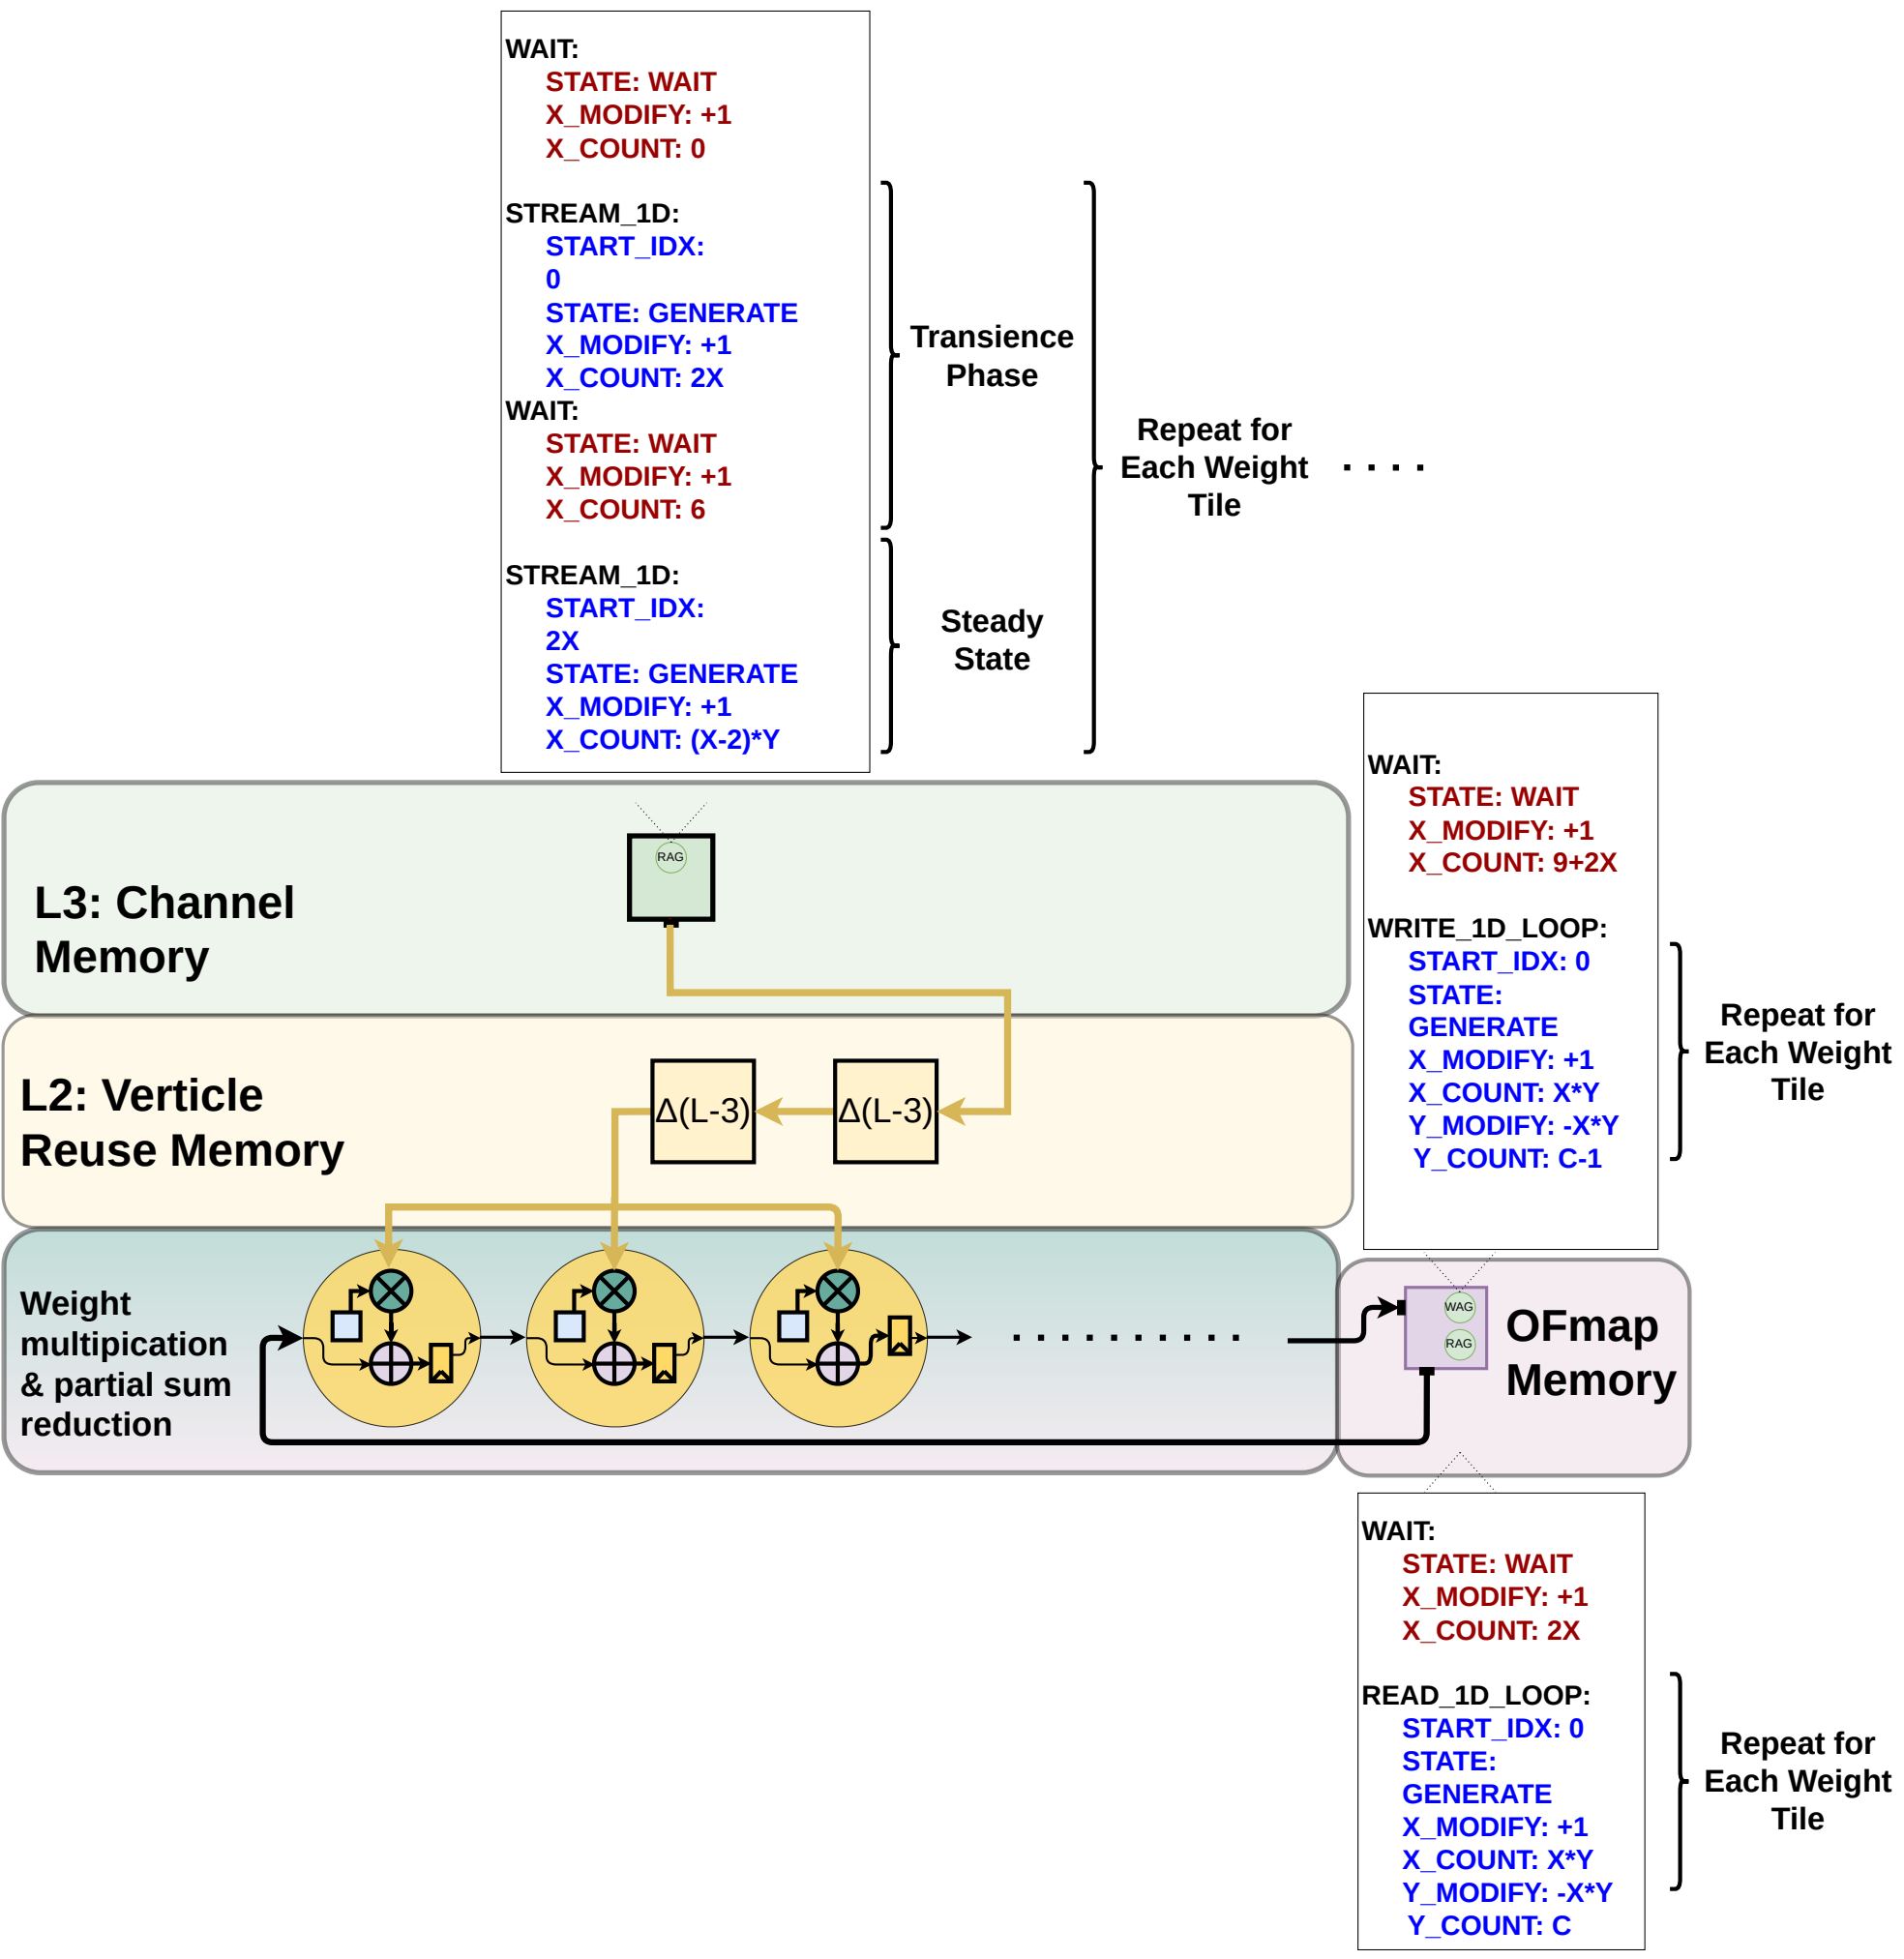 WAIT:
STATE: WAIT
X_MODIFY: +1
X_COUNT: 0
STREAM_1D:
START_IDX:
0
STATE: GENERATE
X_MODIFY: +1
X_COUNT: 2X
WAIT:
STATE: WAIT
X_MODIFY: +1
X_COUNT: 6
STREAM_1D:
START_IDX:
2X
STATE: GENERATE
X_MODIFY: +1
X_COUNT: (X-2)*Y
Transience
Phase
Steady
State
Repeat for
Each Weight
Tile
. . . .
WAIT:
STATE: WAIT
X_MODIFY: +1
X_COUNT: 9+2X
WRITE_1D_LOOP:
START_IDX: 0
STATE:
GENERATE
X_MODIFY: +1
X_COUNT: X*Y
Y_MODIFY: -X*Y
Y_COUNT: C-1
Repeat for
Each Weight
Tile
RAG
L3: Channel
Memory
L2: Verticle
Reuse Memory
Δ(L-3)
Δ(L-3)
Weight
multipication
& partial sum
reduction
. . . . . . . . . .
WAG
RAG
OFmap
Memory
WAIT:
STATE: WAIT
X_MODIFY: +1
X_COUNT: 2X
READ_1D_LOOP:
START_IDX: 0
STATE:
GENERATE
X_MODIFY: +1
X_COUNT: X*Y
Y_MODIFY: -X*Y
Y_COUNT: C
Repeat for
Each Weight
Tile